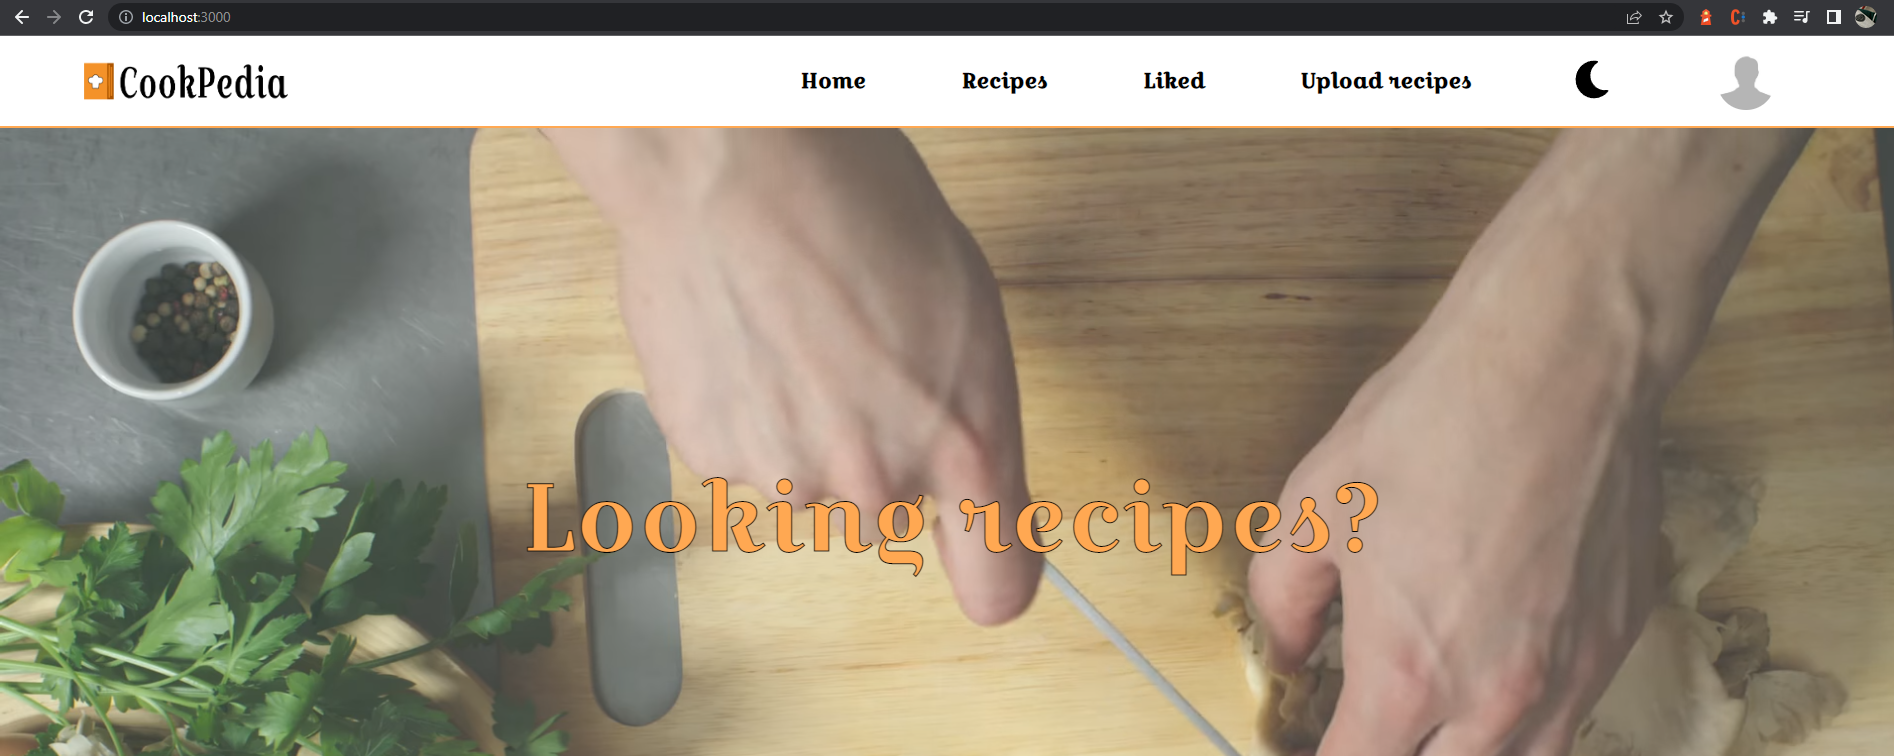 localhost:3000
CookPedia
Home
Recipes
Liked
Upload recipes
Looking recipes?